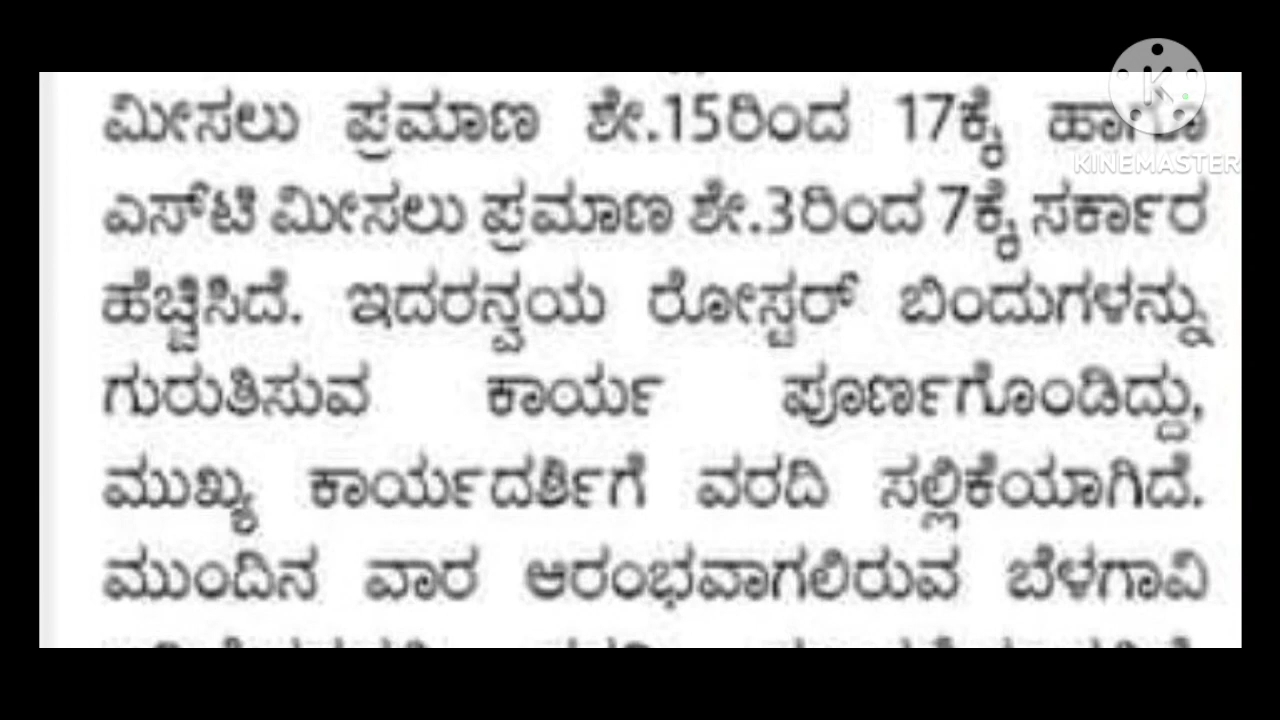 KINEMASTER
ಮೀಸಲು ಪ್ರಮಾಣ ಶೇ.15ರಿಂದ 17ಕ್ಕೆ ಹಾಗೂ
ಎಸ್‌ಟಿ ಮೀಸಲು ಪ್ರಮಾಣ ಶೇ.3ರಿಂದ 7ಕ್ಕೆ ಸರ್ಕಾರ
ಹೆಚ್ಚಿಸಿದೆ. ಇದರನ್ವಯ ರೋಸ್ಟರ್ ಬಿಂದುಗಳನ್ನು
ಗುರುತಿಸುವ ಕಾರ್ಯ ಪೂರ್ಣಗೊಂಡಿದ್ದು,
ಮುಖ್ಯ ಕಾರ್ಯದರ್ಶಿಗೆ ವರದಿ ಸಲ್ಲಿಕೆಯಾಗಿದೆ.
ಮುಂದಿನ ವಾರ ಆರಂಭವಾಗಲಿರುವ ಬೆಳಗಾವಿ